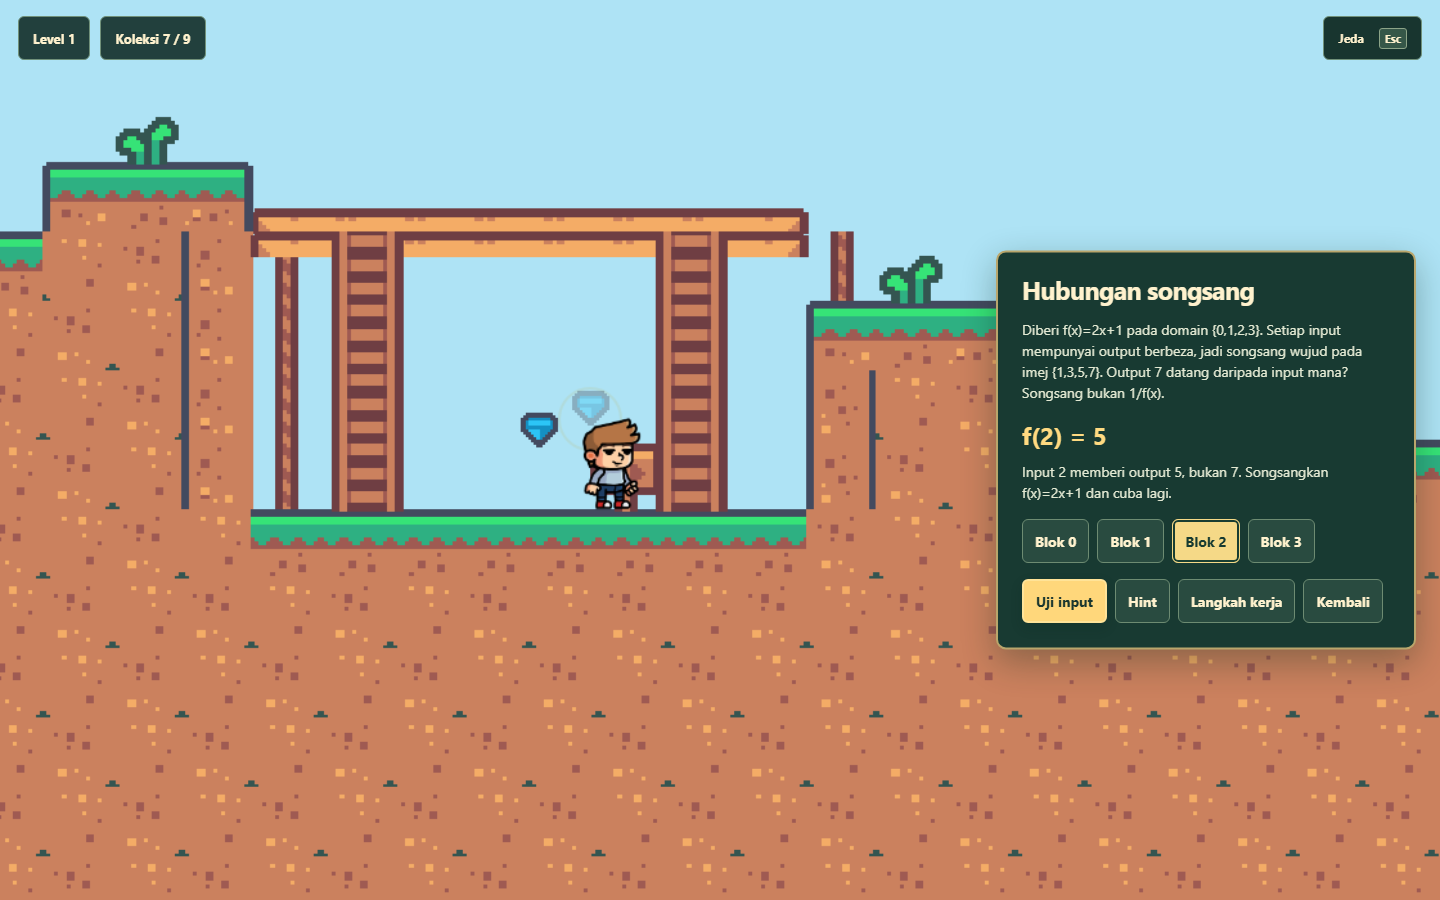 Level 1
Koleksi 7 / 9
Jeda Esc
Hubungan songsang
Diberi f(x)=2x+1 pada domain {0,1,2,3}. Setiap input
mempunyai output berbeza, jadi songsang wujud pada
imej {1,3,5,7}. Output 7 datang daripada input mana?
Songsang bukan 1/f(x).
f(2) = 5
Input 2 memberi output 5, bukan 7. Songsangkan
f(x)=2x+1 dan cuba lagi.
Blok 0 Blok 1 Blok 2 Blok 3
Uji input Hint Langkah kerja Kembali